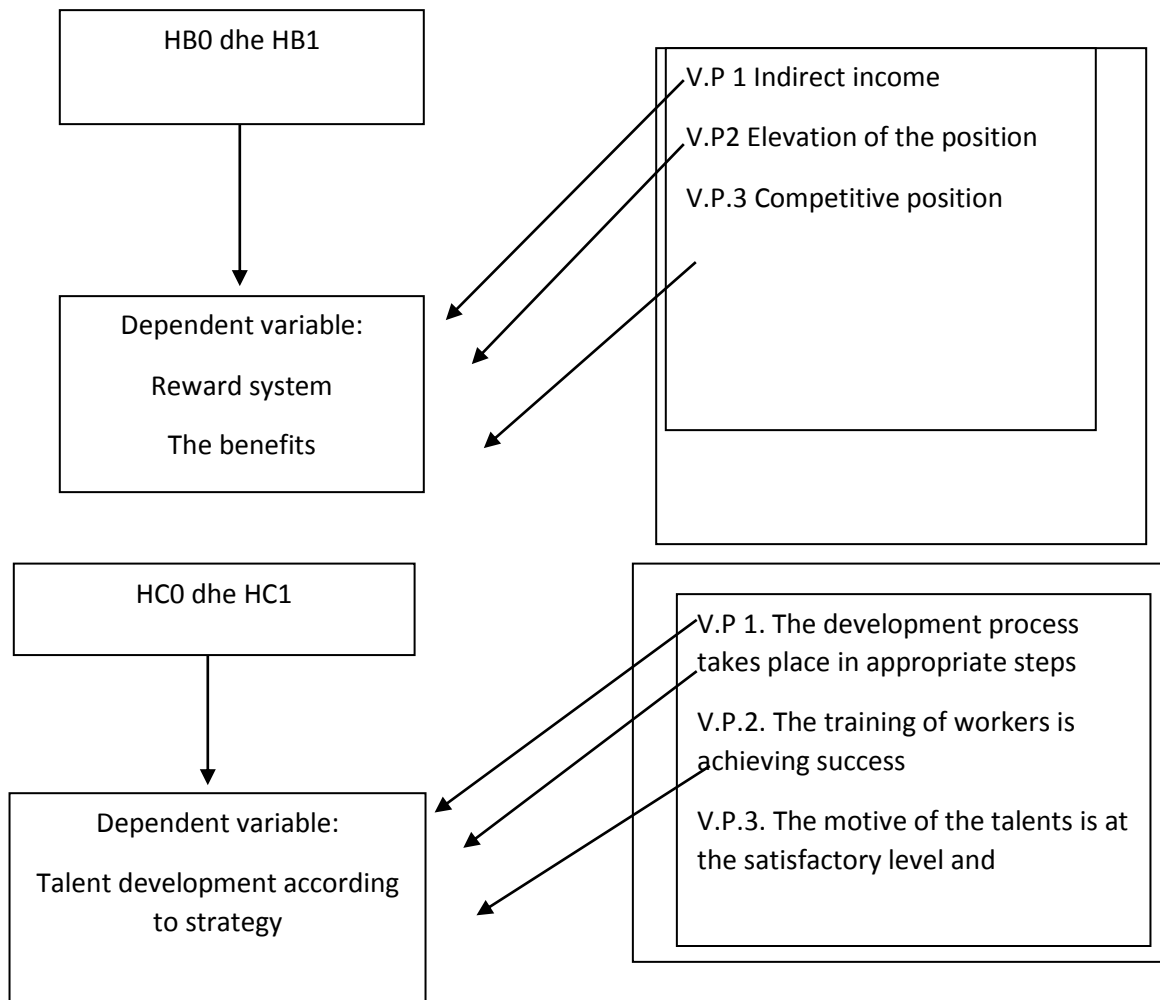 HB0 dhe HB1
V.P 1 Indirect income
V.P2 Elevation of the position
V.P.3 Competitive position
Dependent variable:
Reward system
The benefits
HC0 dhe HC1
V.P 1. The development process
takes place in appropriate steps
V.P.2. The training of workers is
achieving success
V.P.3. The motive of the talents is at
the satisfactory level and
Dependent variable:
Talent development according
to strategy